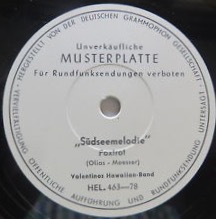 HERGESTELLT VON DER DEUTSCHEN GRAMMOPHON GESELLSCHAFT
Unverkäufliche
MUSTERPLATTE
Für Rundfunksendungen verboten
„Südseemelodie"
Foxtrot
(Olias - Moesser)
Valentinos Hawaiian-Band
HEL. 463—78
VERVIELFÄLTIGUNG ÖFFENTLICHE AUFFÜHRUNG UND RUNDFUNKSENDUNG UNTERSAGT